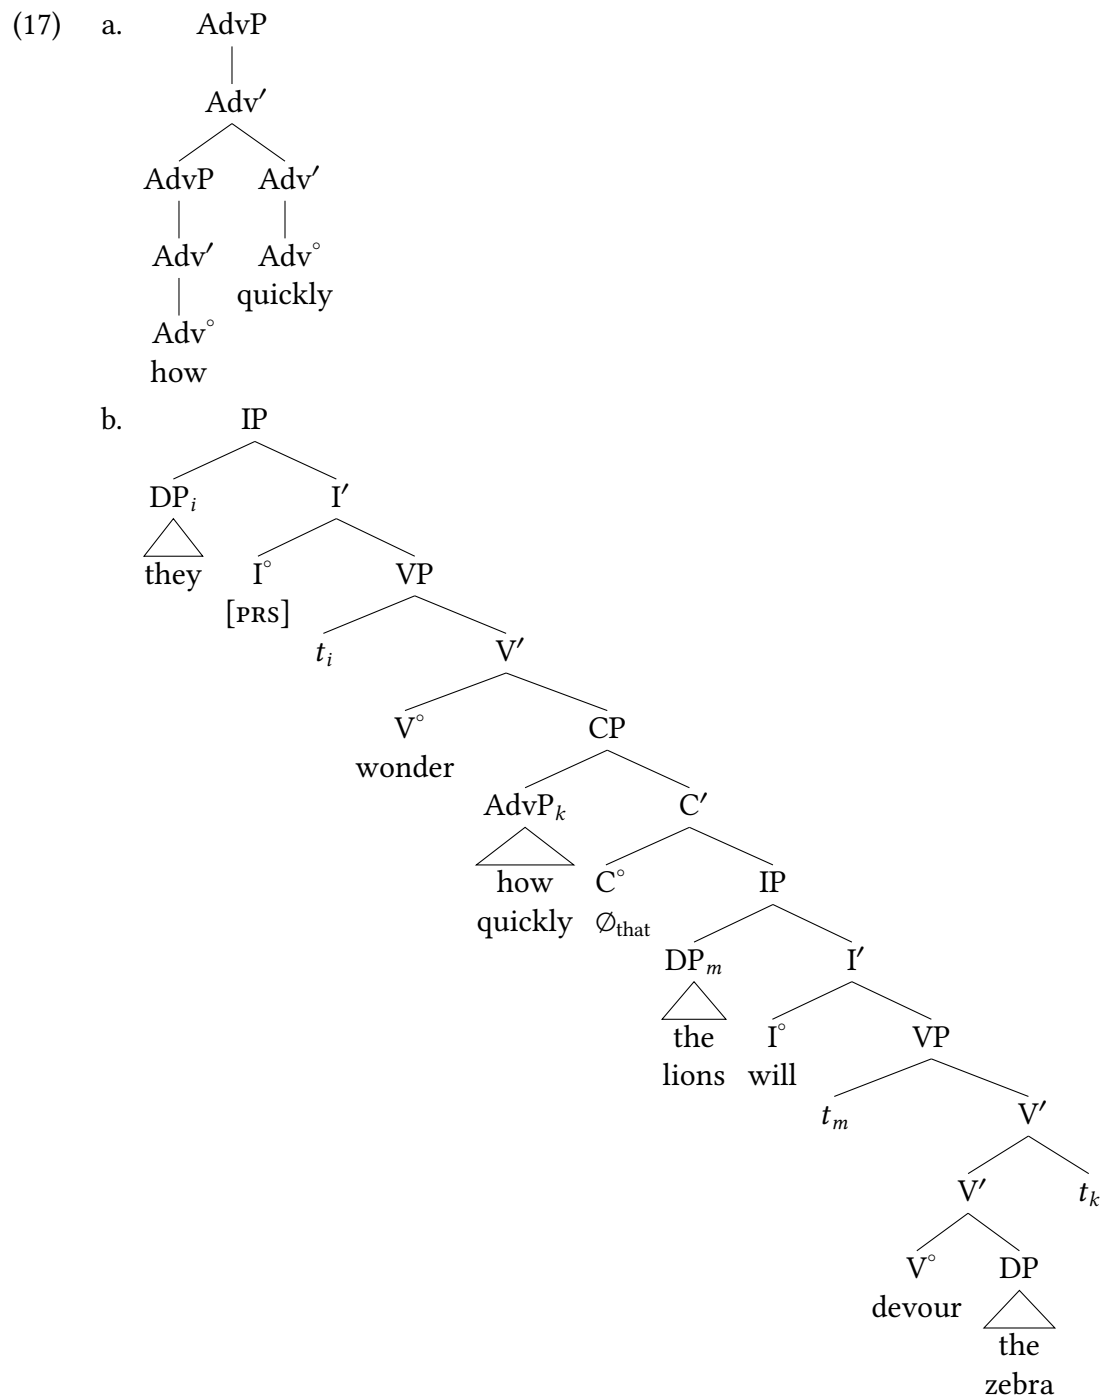 (17) a. AdvP
Adv′
AdvP Adv′
Adv′ Adv°
quickly
Adv°
how
b. IP
DPᵢ I′
they I° VP
[PRS]
tᵢ V′
V° CP
wonder
AdvPₖ C′
how C° IP
quickly ∅that
DPₘ I′
the I° VP
lions will
tₘ V′
V′ tₖ
V° DP
devour
the
zebra